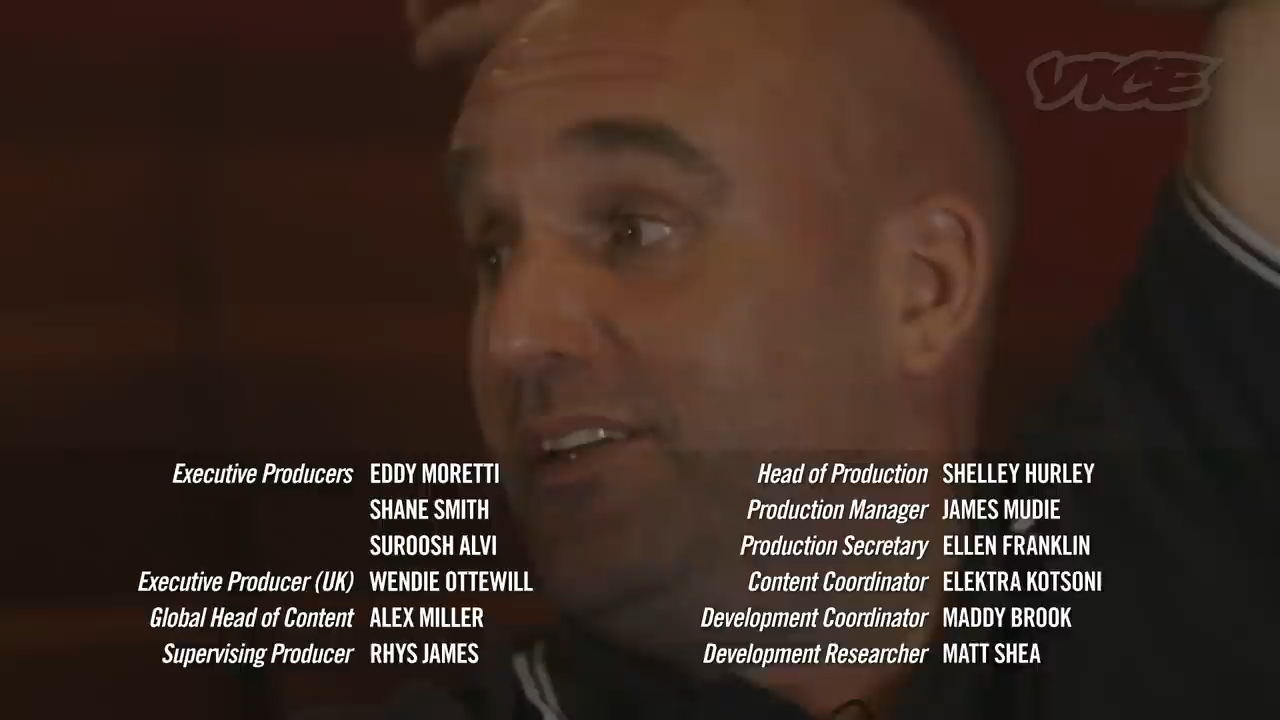 VICE
Executive Producers EDDY MORETTI
SHANE SMITH
SUROOSH ALVI
Executive Producer (UK) WENDIE OTTEWILL
Global Head of Content ALEX MILLER
Supervising Producer RHYS JAMES
Head of Production SHELLEY HURLEY
Production Manager JAMES MUDIE
Production Secretary ELLEN FRANKLIN
Content Coordinator ELEKTRA KOTSONI
Development Coordinator MADDY BROOK
Development Researcher MATT SHEA